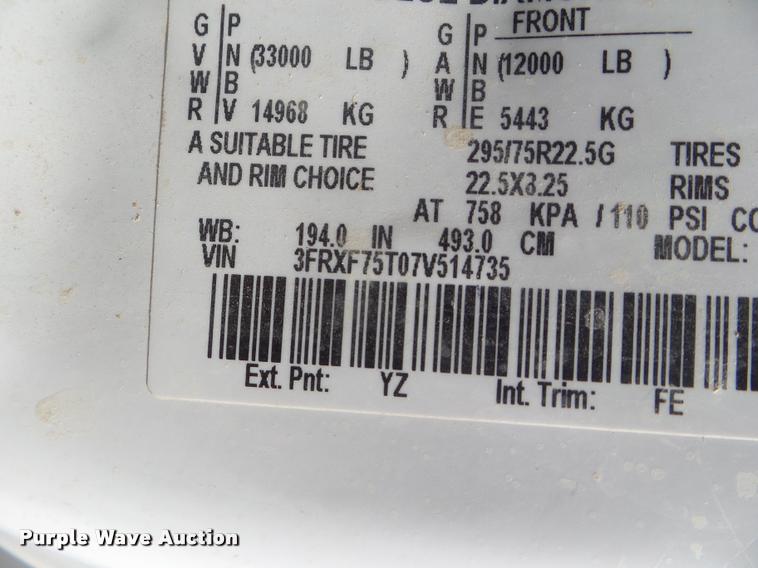 FRONT
G P G P
V N (33000 LB ) A N (12000 LB )
W B W B
R V 14968 KG R E 5443 KG
A SUITABLE TIRE 295/75R22.5G TIRES
AND RIM CHOICE 22.5X8.25 RIMS
AT 758 KPA / 110 PSI
WB: 194.0 IN 493.0 CM MODEL:
VIN 3FRXF75T07V514735
Ext. Pnt: YZ Int. Trim: FE
Purple Wave Auction